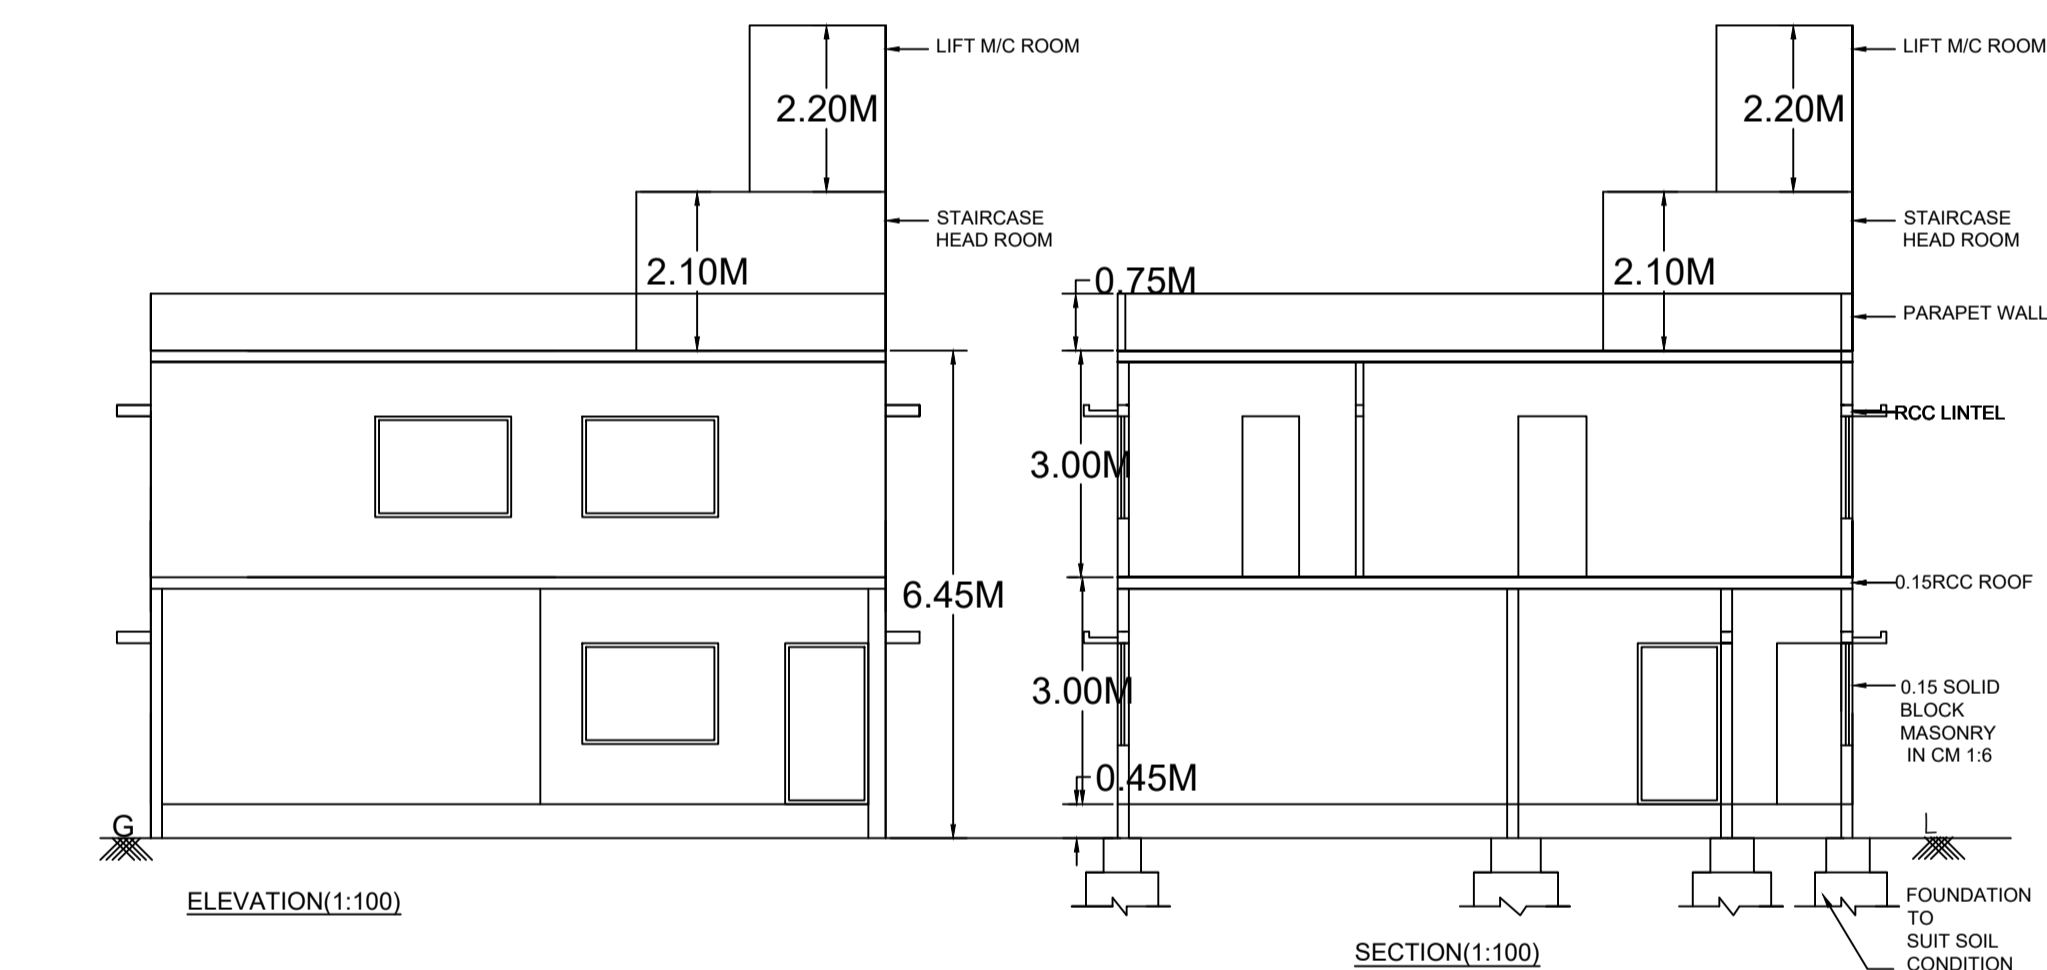 LIFT M/C ROOM
2.20M
STAIRCASE
HEAD ROOM
2.10M
6.45M
G
ELEVATION(1:100)
LIFT M/C ROOM
2.20M
STAIRCASE
HEAD ROOM
2.10M
0.75M
PARAPET WALL
RCC LINTEL
3.00M
0.15RCC ROOF
3.00M
0.15 SOLID
BLOCK
MASONRY
IN CM 1:6
0.45M
L
FOUNDATION
TO
SUIT SOIL
CONDITION
SECTION(1:100)